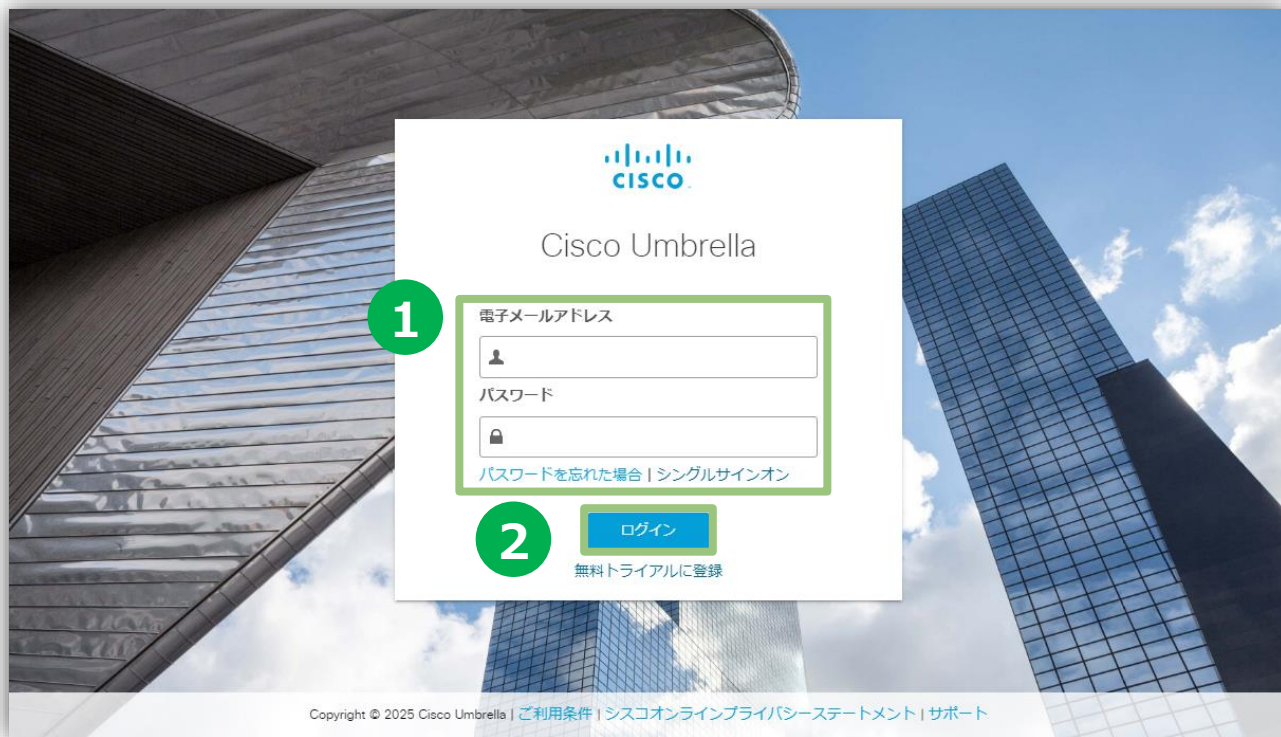 CISCO
Cisco Umbrella
1
電子メールアドレス
パスワード
パスワードを忘れた場合 | シングルサインオン
2
ログイン
無料トライアルに登録
Copyright © 2025 Cisco Umbrella | ご利用条件 | シスコオンラインプライバシーステートメント | サポート